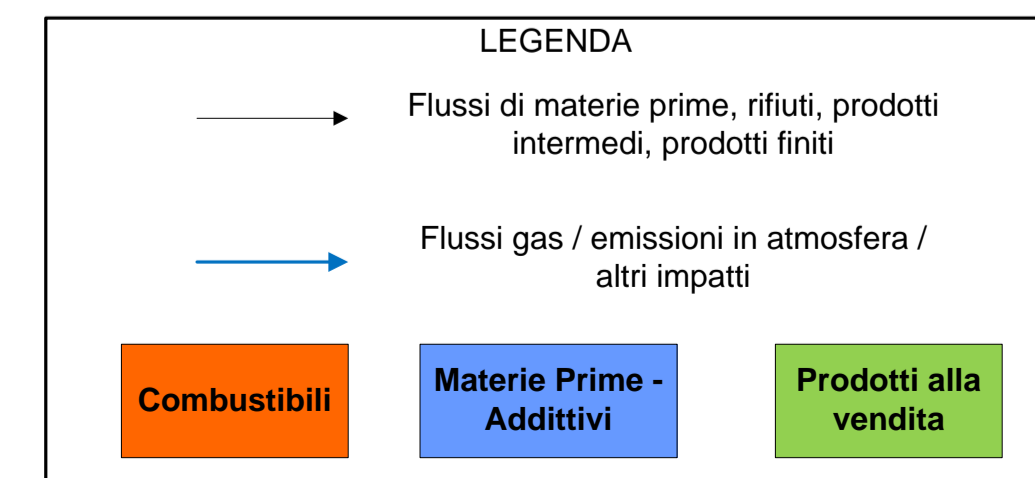 LEGENDA
Flussi di materie prime, rifiuti, prodotti
intermedi, prodotti finiti
Flussi gas / emissioni in atmosfera /
altri impatti
Combustibili
Materie Prime -
Addittivi
Prodotti alla
vendita